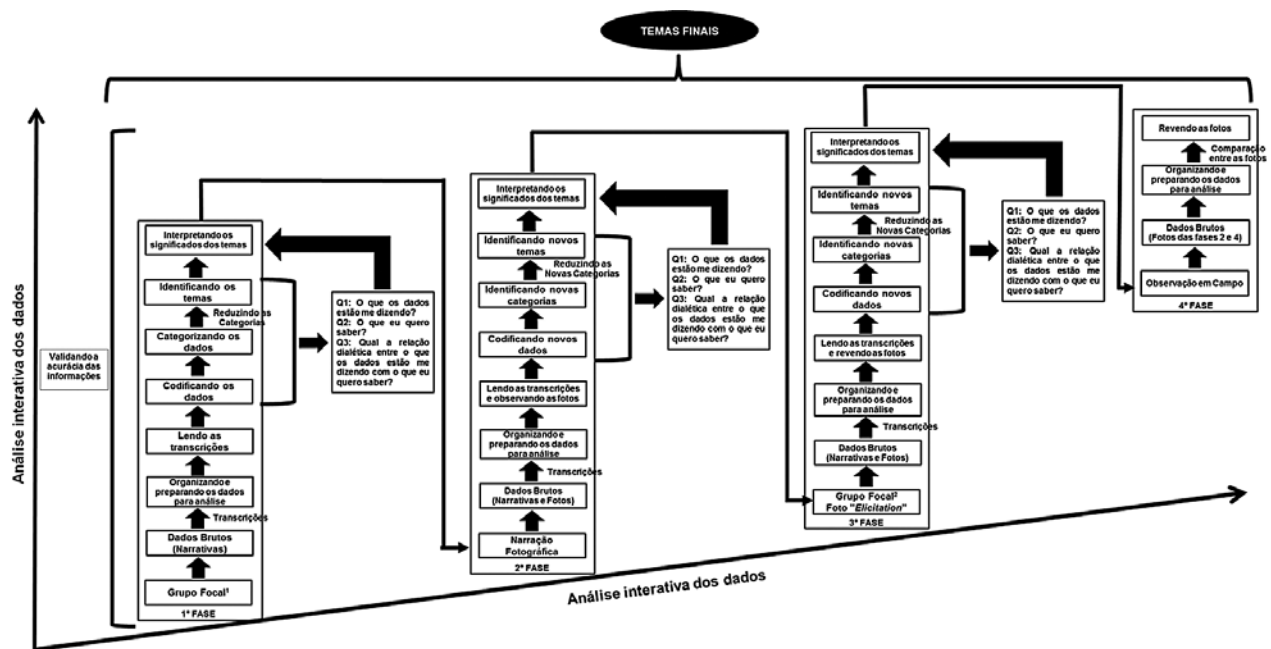 TEMAS FINAIS
Análise interativa dos dados
Validando a
acurácia das
informações
Interpretando os
significados dos temas
Identificando os
temas
Reduzindo as
Categorias
Categorizando os
dados
Codificando os
dados
Lendo as
transcrições
Organizando e
preparando os dados
para análise
Transcrições
Dados Brutos
(Narrativas)
Grupo Focal¹
1ª FASE
Q1: O que os dados
estão me dizendo?
Q2: O que eu quero
saber?
Q3: Qual a relação
dialética entre o que
os dados estão me
dizendo com o que eu
quero saber?
Interpretando os
significados dos temas
Identificando novos
temas
Reduzindo as
Novas Categorias
Identificando novas
categorias
Codificando novos
dados
Lendo as transcrições
e observando as fotos
Organizando e
preparando os dados
para análise
Transcrições
Dados Brutos
(Narrativas e Fotos)
Narração
Fotográfica
2ª FASE
Q1: O que os dados
estão me dizendo?
Q2: O que eu quero
saber?
Q3: Qual a relação
dialética entre o que
os dados estão me
dizendo com o que eu
quero saber?
Interpretando os
significados dos temas
Identificando novos
temas
Reduzindo as
Novas Categorias
Identificando novas
categorias
Codificando novos
dados
Lendo as transcrições
e revendo as fotos
Organizando e
preparando os dados
para análise
Transcrições
Dados Brutos
(Narrativas e Fotos)
Grupo Focal²
Foto "Elicitation"
3ª FASE
Q1: O que os dados
estão me dizendo?
Q2: O que eu quero
saber?
Q3: Qual a relação
dialética entre o que
os dados estão me
dizendo com o que eu
quero saber?
Revendo as fotos
Comparação
entre as fotos
Organizando e
preparando os dados
para análise
Dados Brutos
(Fotos das fases 2 e 4)
Observação em Campo
4ª FASE
Análise interativa dos dados